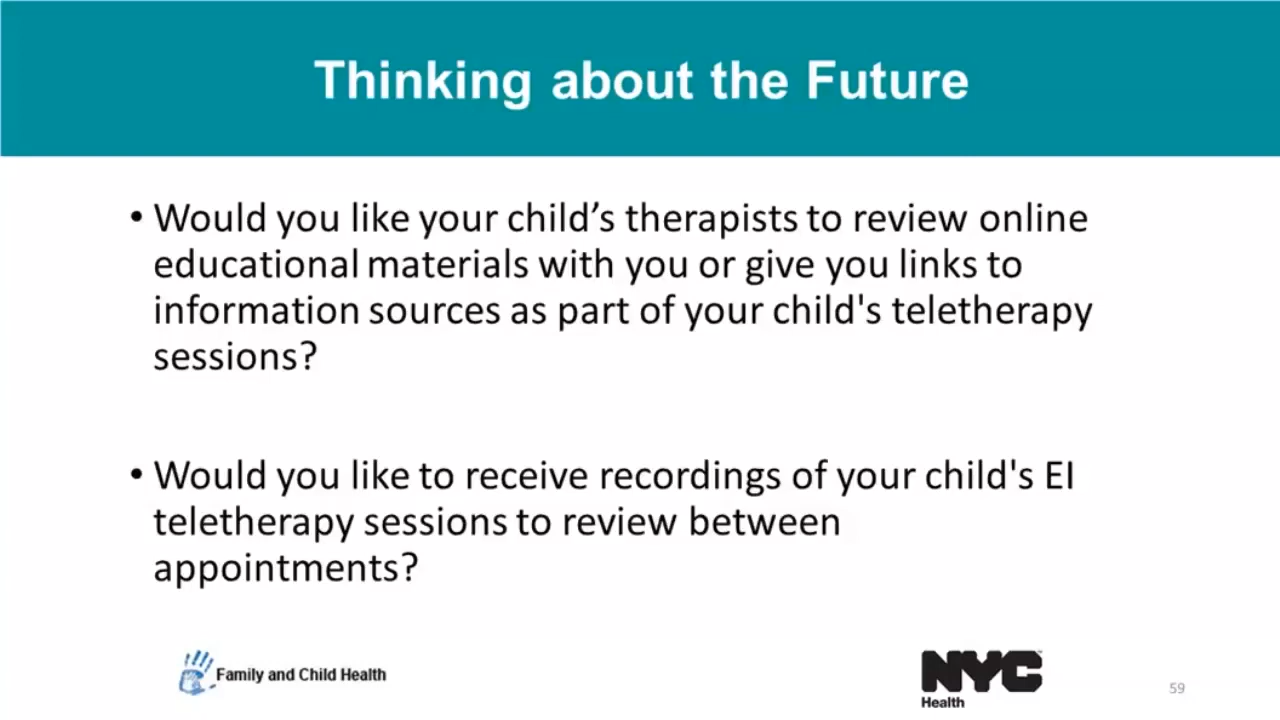 Thinking about the Future
• Would you like your child’s therapists to review online
educational materials with you or give you links to
information sources as part of your child's teletherapy
sessions?
• Would you like to receive recordings of your child's EI
teletherapy sessions to review between
appointments?
Family and Child Health
NYC
Health
59